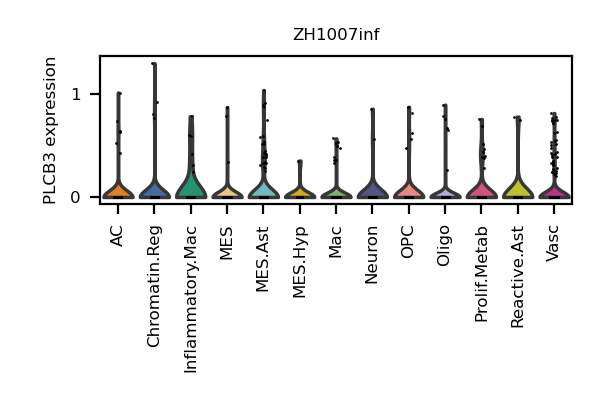 ZH1007inf
PLCB3 expression
1
0
AC
Chromatin.Reg
Inflammatory.Mac
MES
MES.Ast
MES.Hyp
Mac
Neuron
OPC
Oligo
Prolif.Metab
Reactive.Ast
Vasc